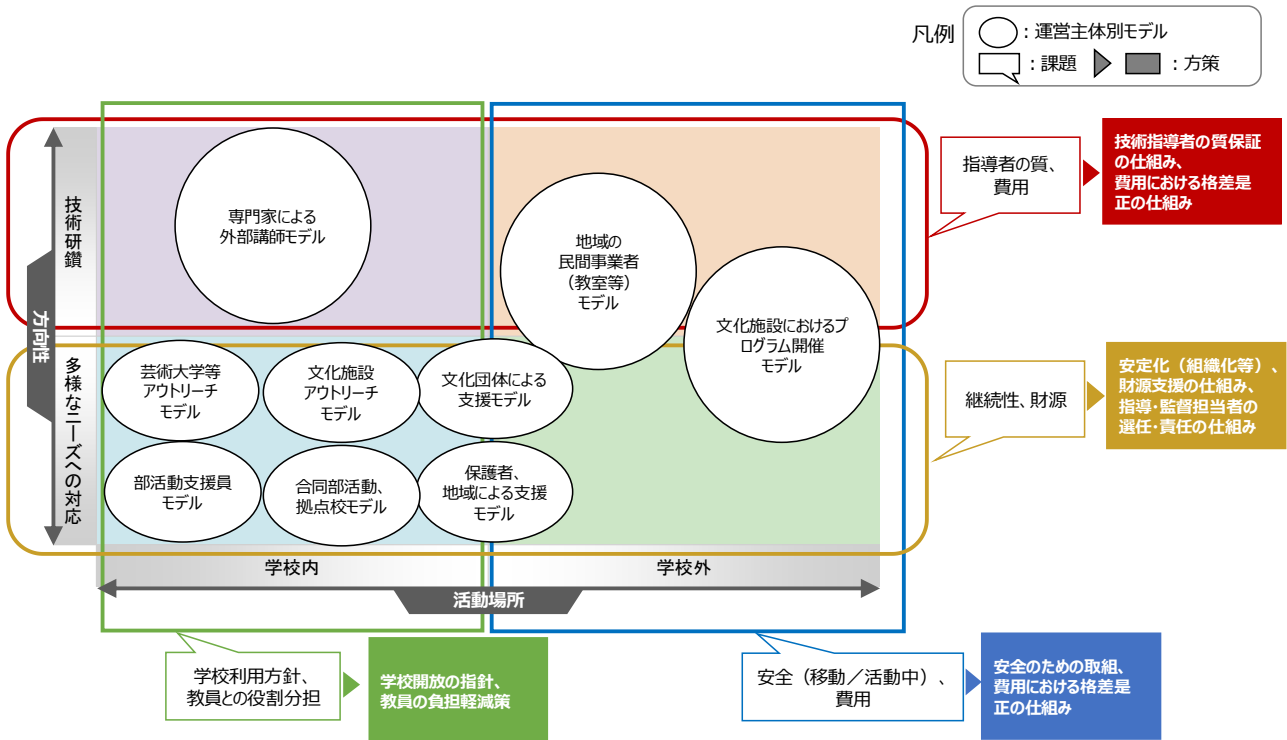 凡例
：運営主体別モデル
：課題
：方策
技術研鑽
方向性
多様なニーズへの対応
専門家による
外部講師モデル
地域の
民間事業者
（教室等）
モデル
文化施設におけるプ
ログラム開催
モデル
芸術大学等
アウトリーチ
モデル
文化施設
アウトリーチ
モデル
文化団体による
支援モデル
部活動支援員
モデル
合同部活動、
拠点校モデル
保護者、
地域による支援
モデル
指導者の質、
費用
技術指導者の質保証
の仕組み、
費用における格差是
正の仕組み
継続性、財源
安定化（組織化等）、
財源支援の仕組み、
指導・監督担当者の
選任・責任の仕組み
学校内
学校外
活動場所
学校利用方針、
教員との役割分担
学校開放の指針、
教員の負担軽減策
安全（移動／活動中）、
費用
安全のための取組、
費用における格差是
正の仕組み